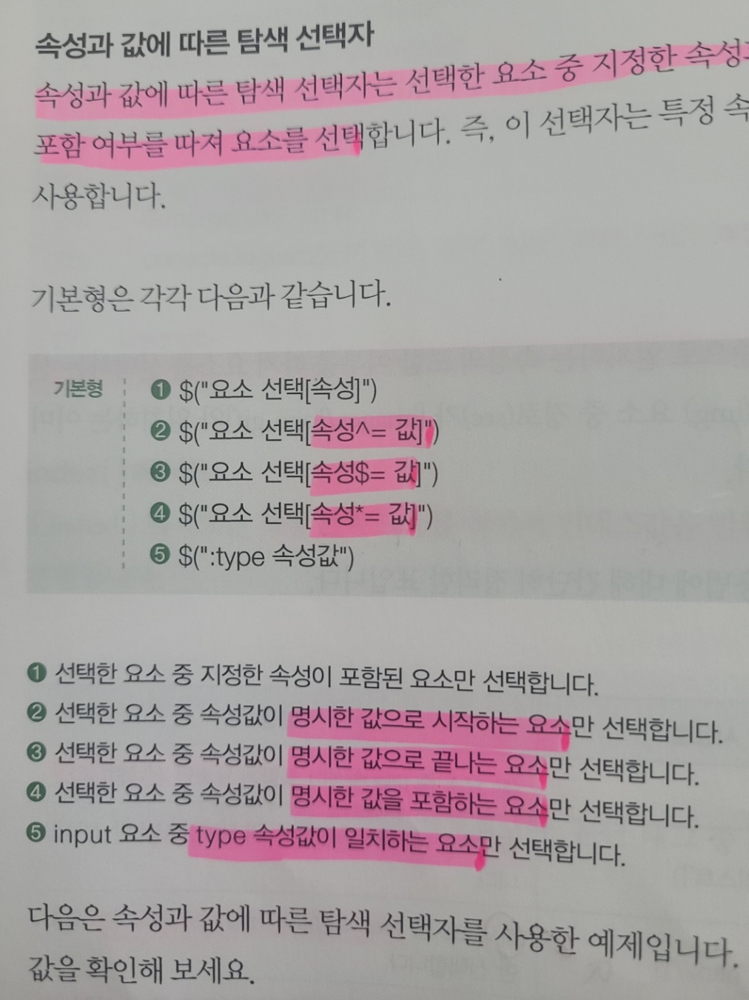 속성과 값에 따른 탐색 선택자
속성과 값에 따른 탐색 선택자는 선택한 요소 중 지정한 속성
포함 여부를 따져 요소를 선택합니다. 즉, 이 선택자는 특정 속
사용합니다.
기본형은 각각 다음과 같습니다.
기본형
❶ $("요소 선택[속성]")
❷ $("요소 선택[속성^= 값]")
❸ $("요소 선택[속성$= 값]")
❹ $("요소 선택[속성*= 값]")
❺ $(":type 속성값")
❶ 선택한 요소 중 지정한 속성이 포함된 요소만 선택합니다.
❷ 선택한 요소 중 속성값이 명시한 값으로 시작하는 요소만 선택합니다.
❸ 선택한 요소 중 속성값이 명시한 값으로 끝나는 요소만 선택합니다.
❹ 선택한 요소 중 속성값이 명시한 값을 포함하는 요소만 선택합니다.
❺ input 요소 중 type 속성값이 일치하는 요소만 선택합니다.
다음은 속성과 값에 따른 탐색 선택자를 사용한 예제입니다.
값을 확인해 보세요.